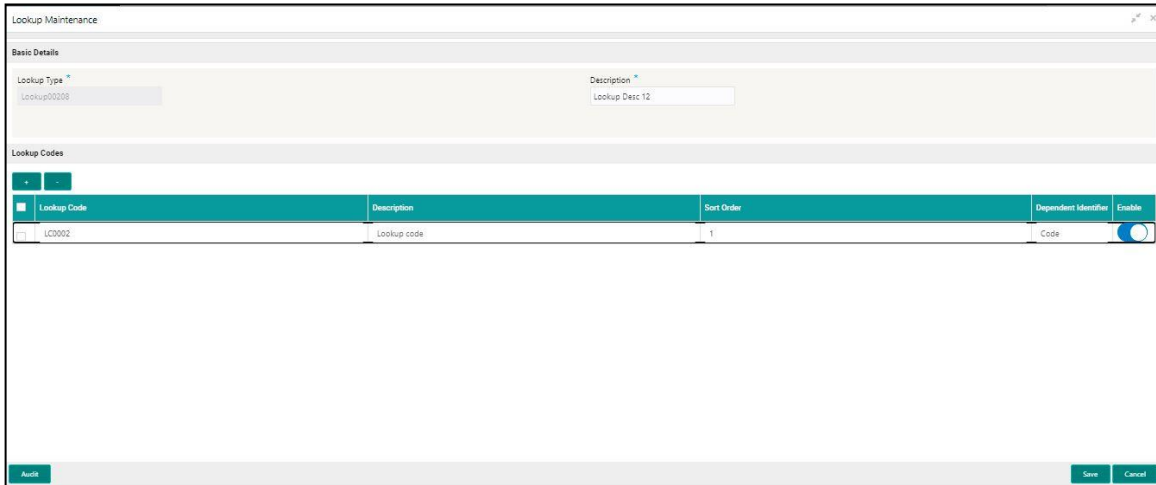 Lookup Maintenance
Basic Details
Lookup Type * Description *
Lookup00208 Lookup Desc 12
Lookup Codes
+ -
Lookup Code Description Sort Order Dependent Identifier Enable
LC0002 Lookup code 1 Code
Audit Save Cancel